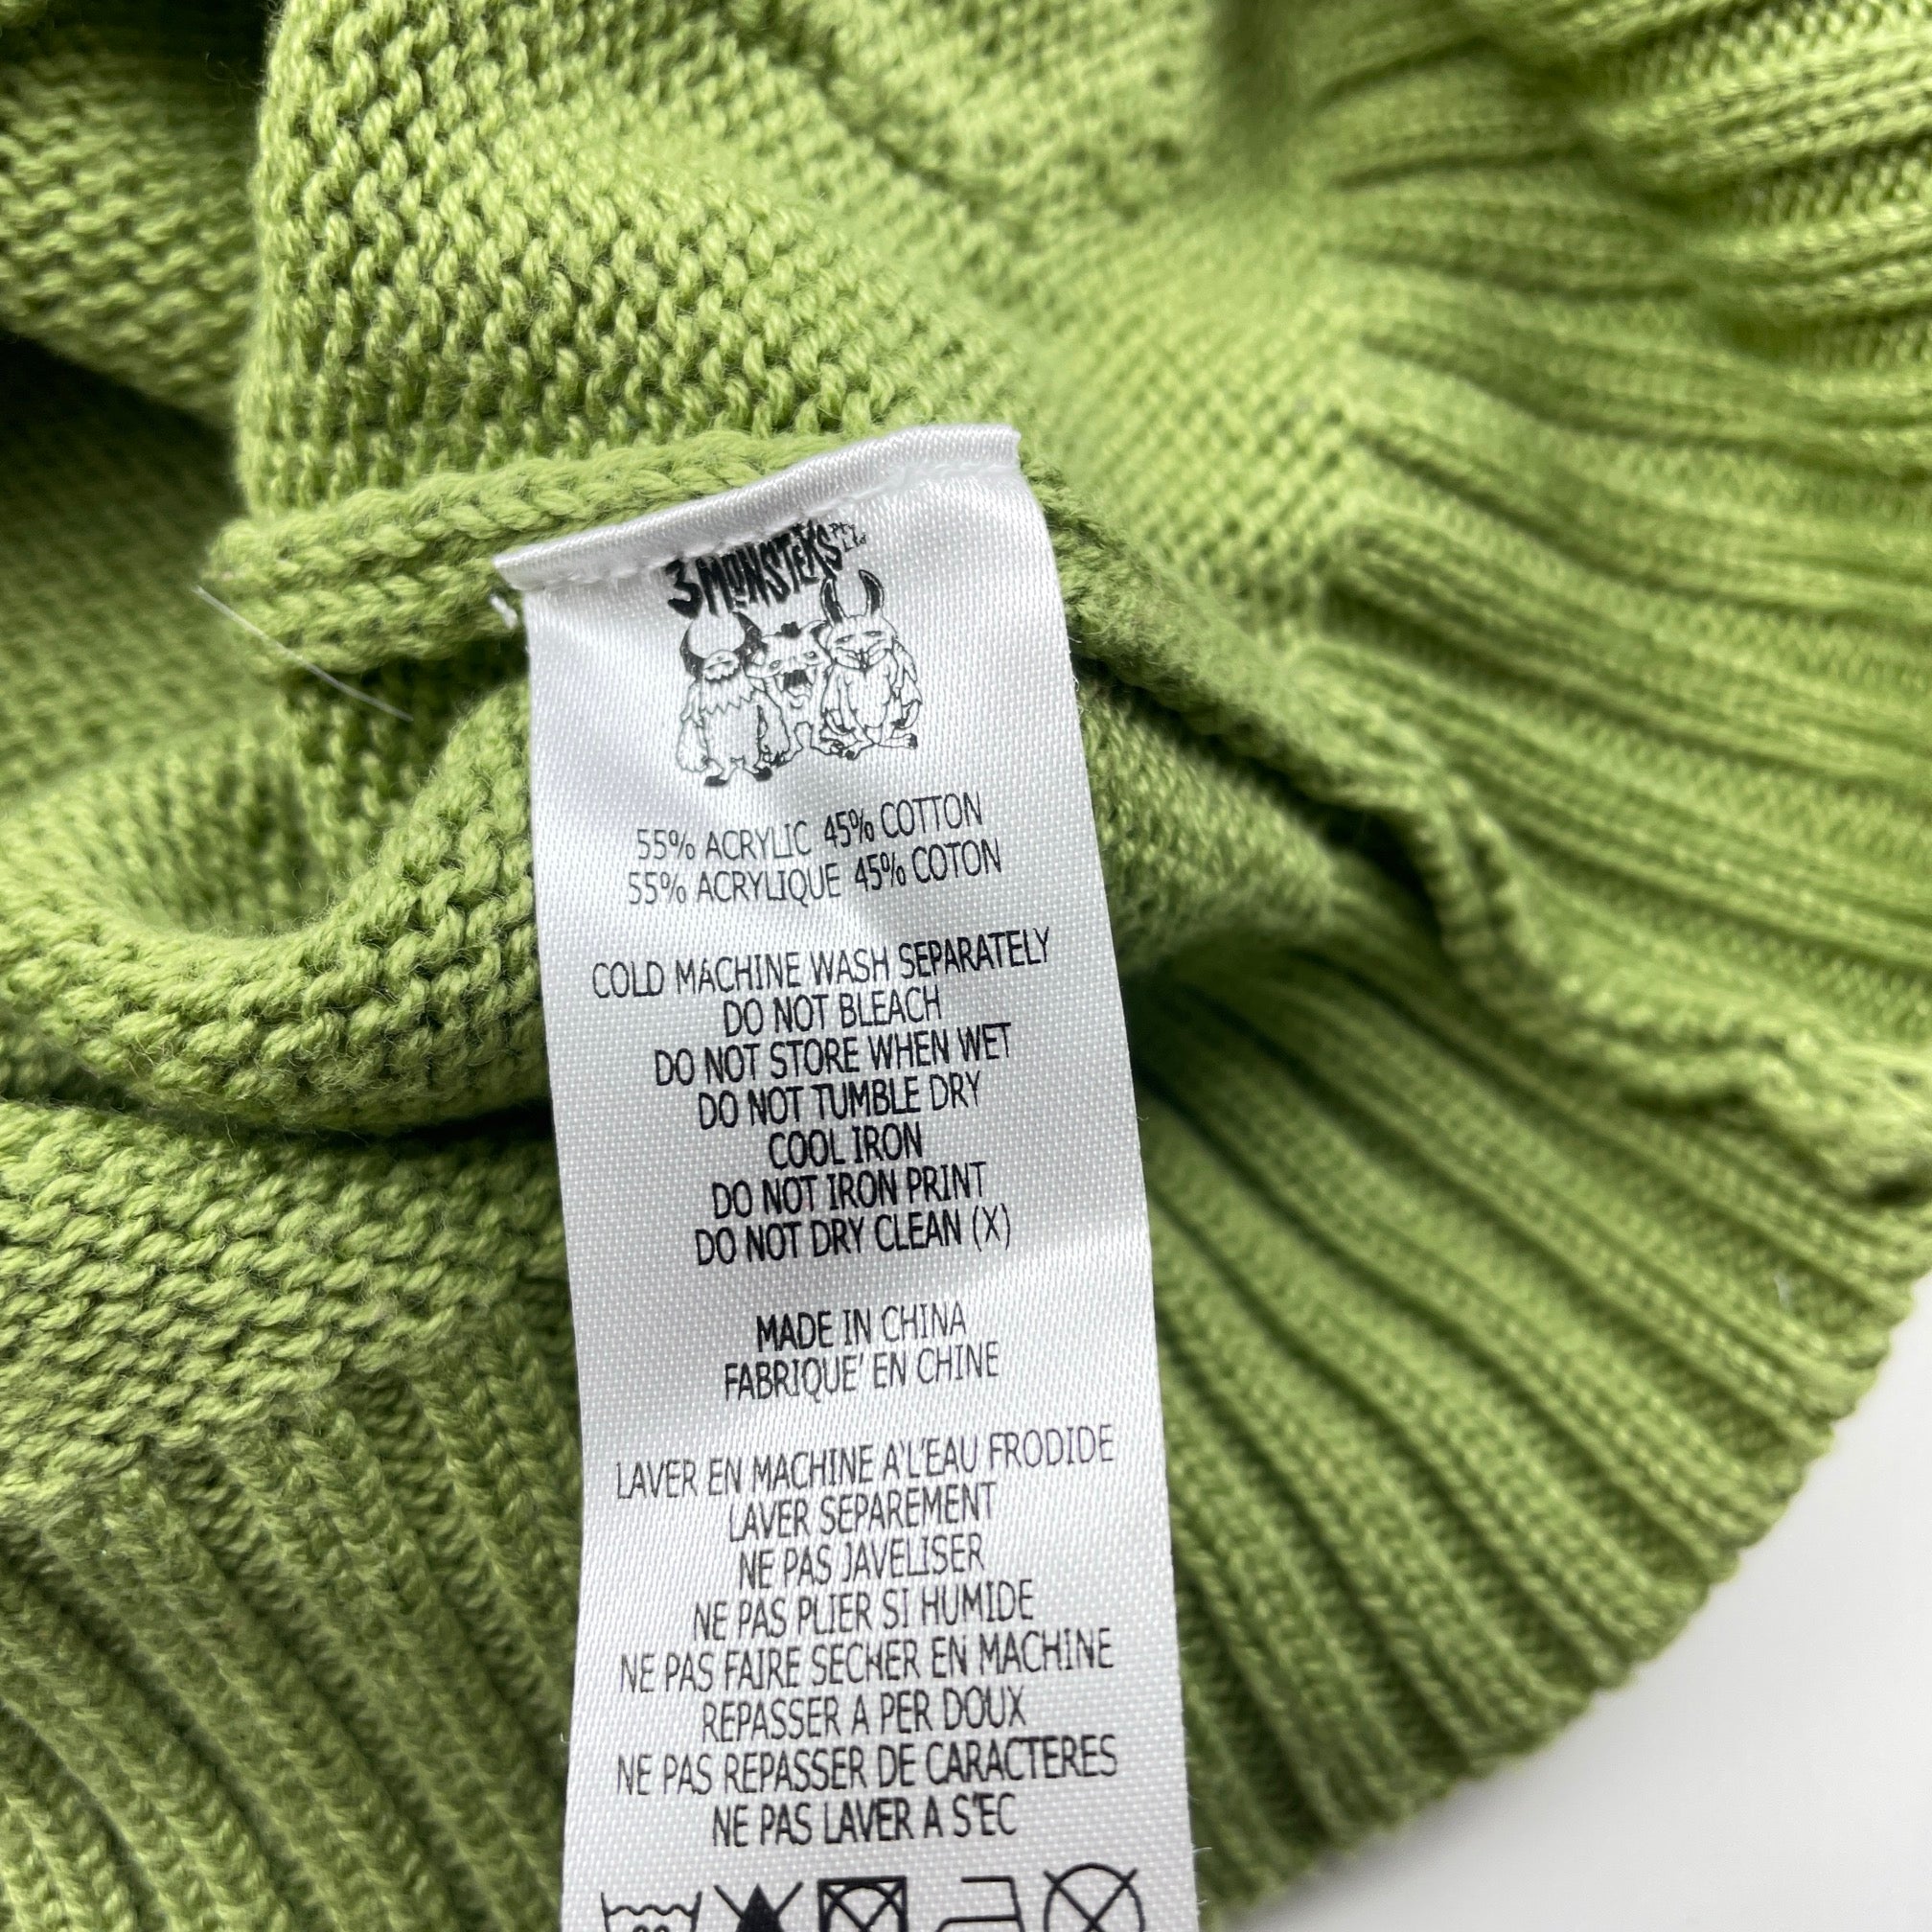 3 MONSTERS Pty Ltd
55% ACRYLIC 45% COTTON
55% ACRYLIQUE 45% COTON
COLD MACHINE WASH SEPARATELY
DO NOT BLEACH
DO NOT STORE WHEN WET
DO NOT TUMBLE DRY
COOL IRON
DO NOT IRON PRINT
DO NOT DRY CLEAN (X)
MADE IN CHINA
FABRIQUE' EN CHINE
LAVER EN MACHINE A'L'EAU FRODIDE
LAVER SEPAREMENT
NE PAS JAVELISER
NE PAS PLIER SI HUMIDE
NE PAS FAIRE SECHER EN MACHINE
REPASSER A PER DOUX
NE PAS REPASSER DE CARACTERES
NE PAS LAVER A S'EC